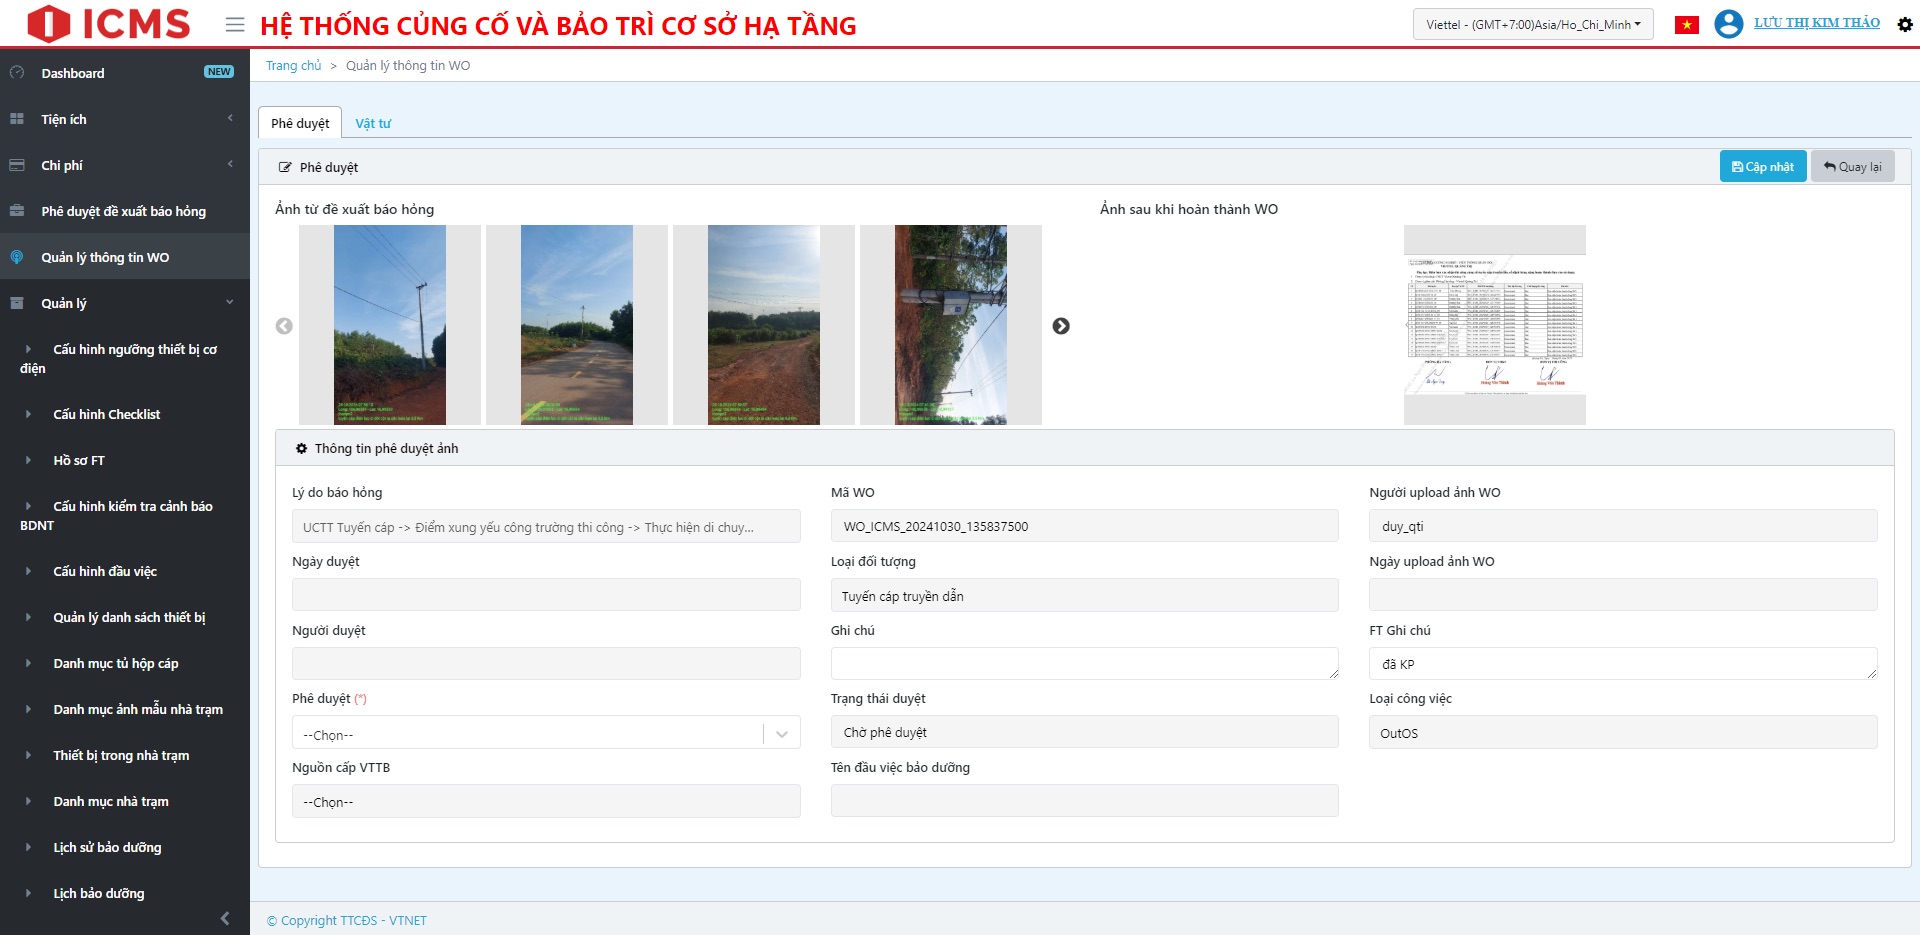 ICMS
HỆ THỐNG CỦNG CỐ VÀ BẢO TRÌ CƠ SỞ HẠ TẦNG
Viettel - (GMT+7:00)Asia/Ho_Chi_Minh
LƯU THỊ KIM THẢO
Dashboard
NEW
Tiện ích
Chi phí
Phê duyệt đề xuất báo hỏng
Quản lý thông tin WO
Quản lý
Cấu hình ngưỡng thiết bị cơ
điện
Cấu hình Checklist
Hồ sơ FT
Cấu hình kiểm tra cảnh báo
BDNT
Cấu hình đầu việc
Quản lý danh sách thiết bị
Danh mục tủ hộp cáp
Danh mục ảnh mẫu nhà trạm
Thiết bị trong nhà trạm
Danh mục nhà trạm
Lịch sử bảo dưỡng
Lịch bảo dưỡng
Trang chủ > Quản lý thông tin WO
Phê duyệt
Vật tư
Phê duyệt
Cập nhật
Quay lại
Ảnh từ đề xuất báo hỏng
Ảnh sau khi hoàn thành WO
Thông tin phê duyệt ảnh
Lý do báo hỏng
UCTT Tuyến cáp -> Điểm xung yếu công trường thi công -> Thực hiện di chuy...
Mã WO
WO_ICMS_20241030_135837500
Người upload ảnh WO
duy_qti
Ngày duyệt
Loại đối tượng
Tuyến cáp truyền dẫn
Ngày upload ảnh WO
Người duyệt
Ghi chú
FT Ghi chú
đã KP
Phê duyệt (*)
--Chọn--
Trạng thái duyệt
Chờ phê duyệt
Loại công việc
OutOS
Nguồn cấp VTTB
--Chọn--
Tên đầu việc bảo dưỡng
© Copyright TTCĐS - VTNET